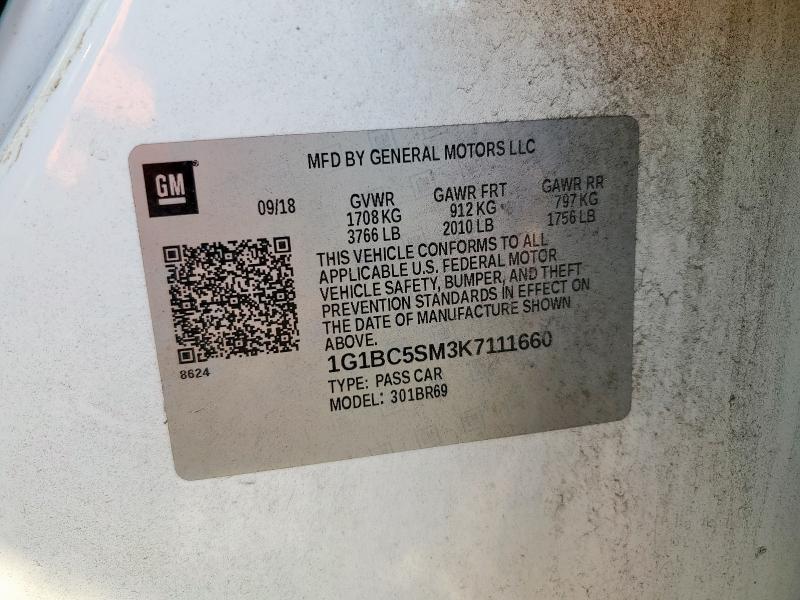 MFD BY GENERAL MOTORS LLC
GM
09/18
GVWR GAWR FRT GAWR RR
1708 KG 912 KG 797 KG
3766 LB 2010 LB 1756 LB
THIS VEHICLE CONFORMS TO ALL
APPLICABLE U.S. FEDERAL MOTOR
VEHICLE SAFETY, BUMPER, AND THEFT
PREVENTION STANDARDS IN EFFECT ON
THE DATE OF MANUFACTURE SHOWN
ABOVE.
1G1BC5SM3K7111660
8624
TYPE: PASS CAR
MODEL: 301BR69